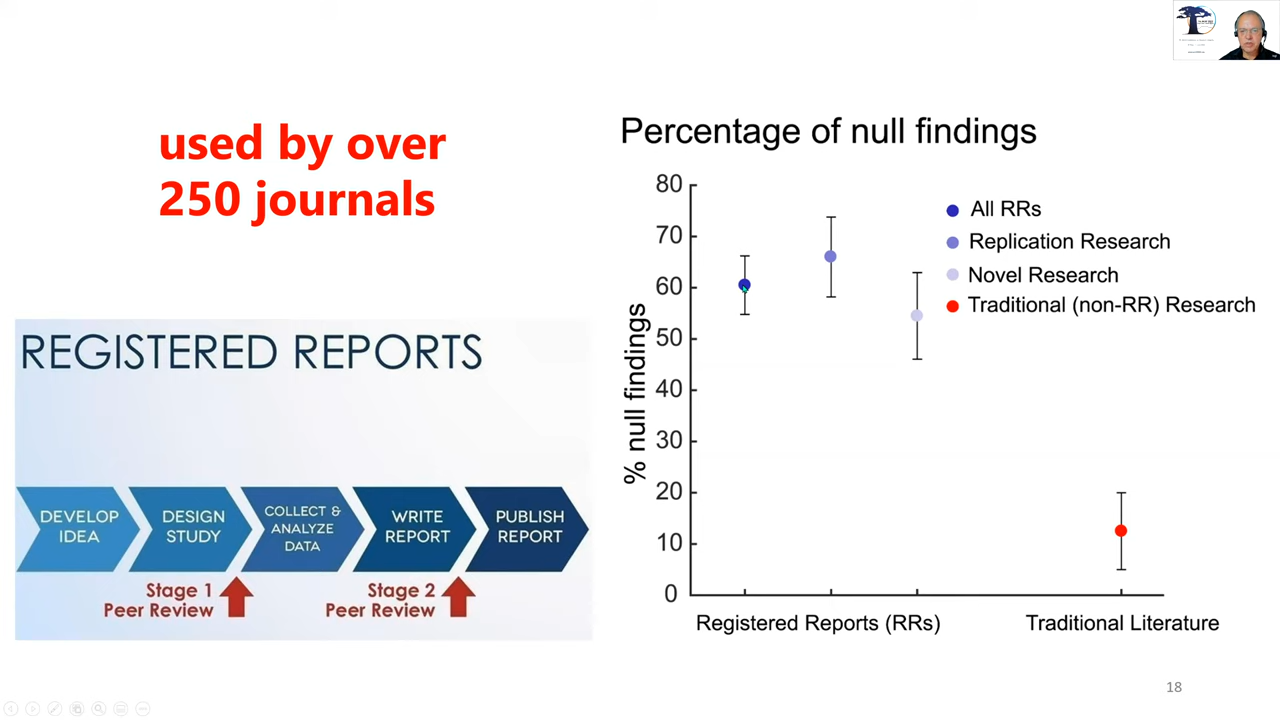 used by over
250 journals
REGISTERED REPORTS
DEVELOP
IDEA
DESIGN
STUDY
COLLECT &
ANALYZE
DATA
WRITE
REPORT
PUBLISH
REPORT
Stage 1
Peer Review
Stage 2
Peer Review
Percentage of null findings
% null findings
80
70
60
50
40
30
20
10
0
All RRs
Replication Research
Novel Research
Traditional (non-RR) Research
Registered Reports (RRs)
Traditional Literature
18